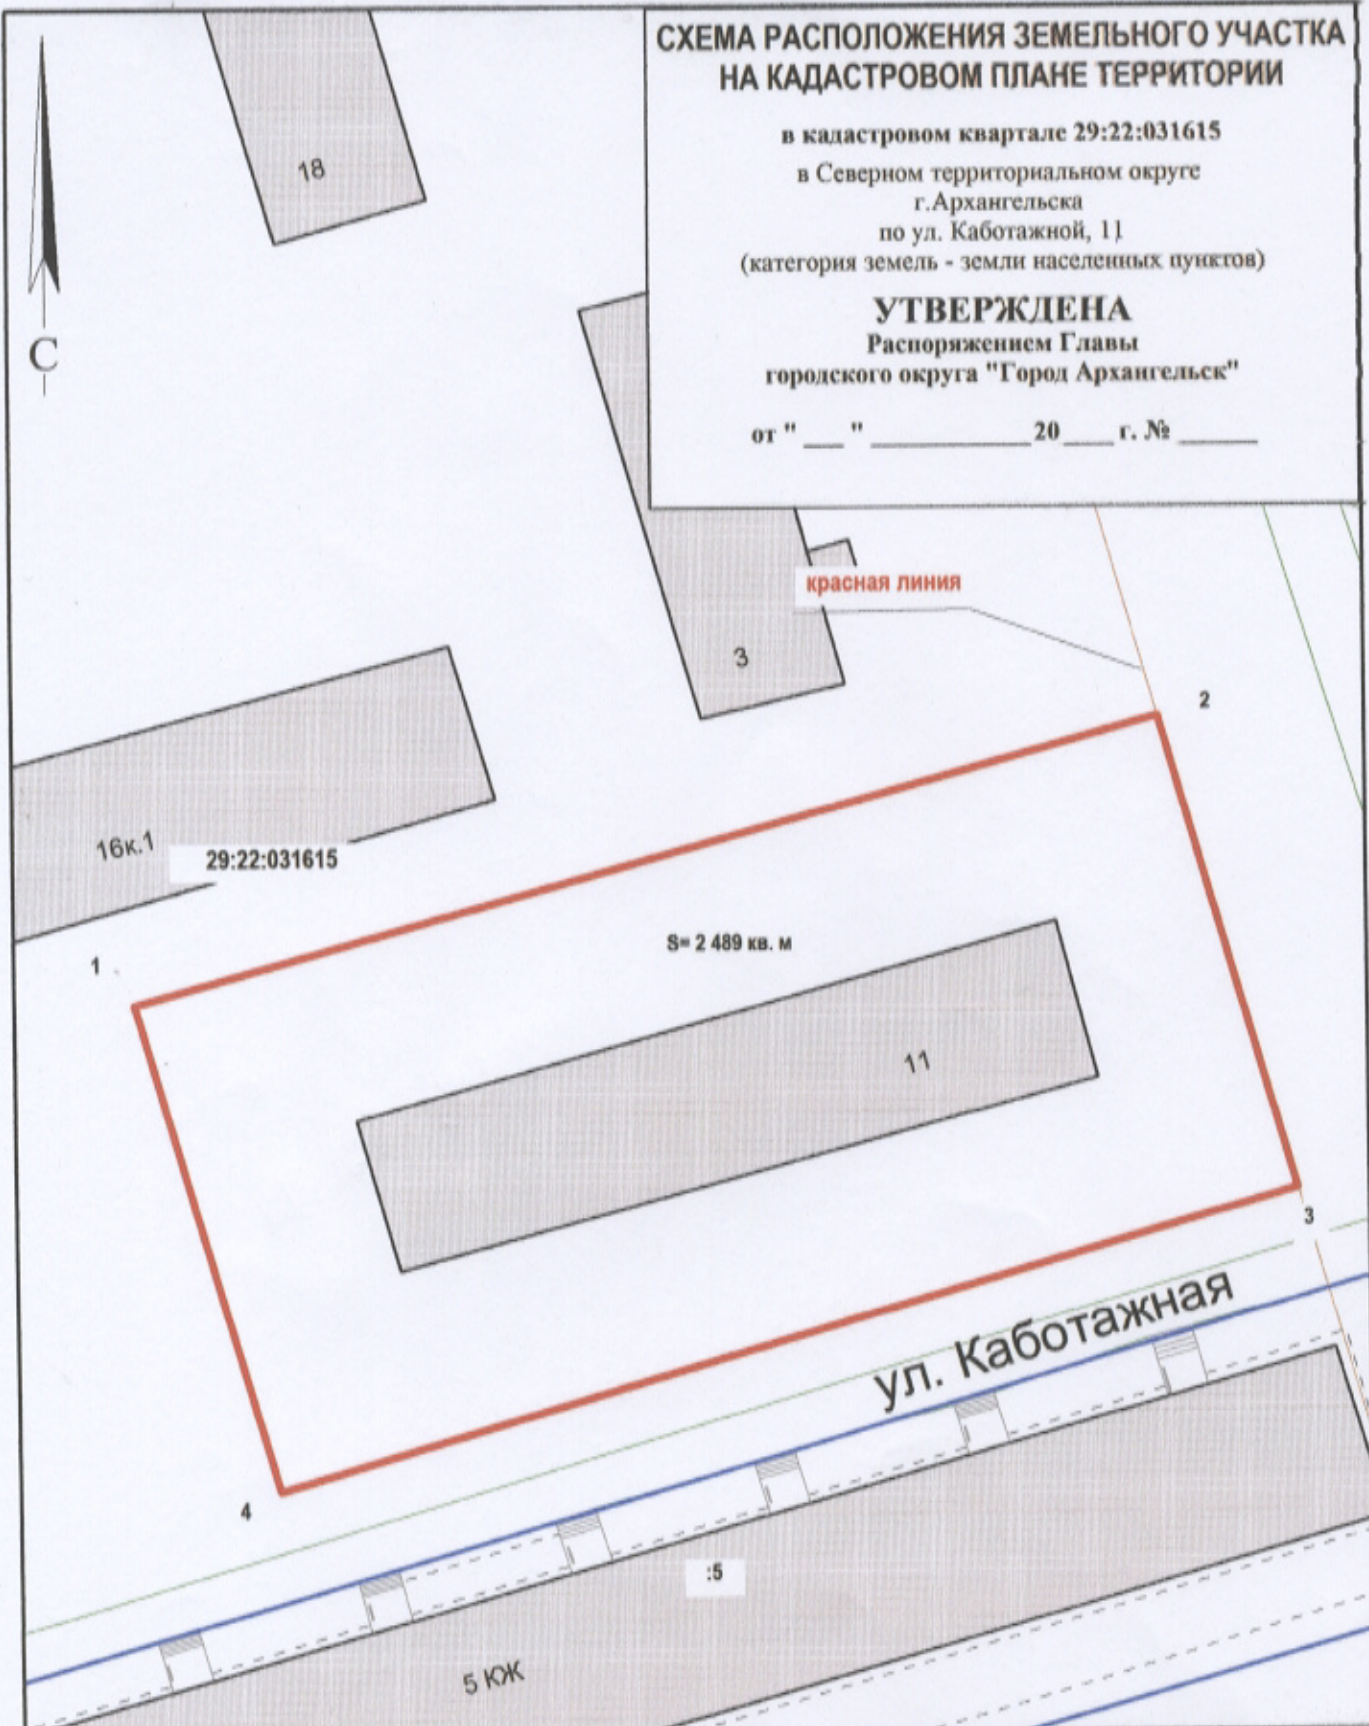 СХЕМА РАСПОЛОЖЕНИЯ ЗЕМЕЛЬНОГО УЧАСТКА
НА КАДАСТРОВОМ ПЛАНЕ ТЕРРИТОРИИ
в кадастровом квартале 29:22:031615
в Северном территориальном округе
г.Архангельска
по ул. Каботажной, 11
(категория земель - земли населенных пунктов)
УТВЕРЖДЕНА
Распоряжением Главы
городского округа "Город Архангельск"
от " ___ " ____________ 20 ____ г. № ______
18
С
красная линия
3
2
16к.1
29:22:031615
1
S= 2 489 кв. м
11
3
ул. Каботажная
4
:5
5 КЖ